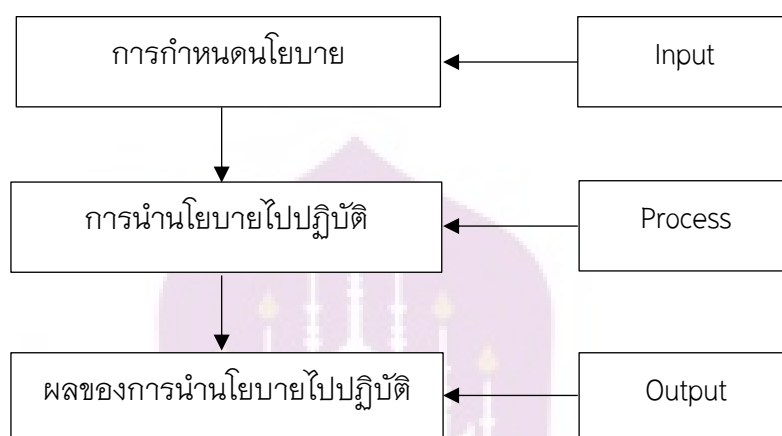 การกำหนดนโยบาย
Input
การนำนโยบายไปปฏิบัติ
Process
ผลของการนำนโยบายไปปฏิบัติ
Output